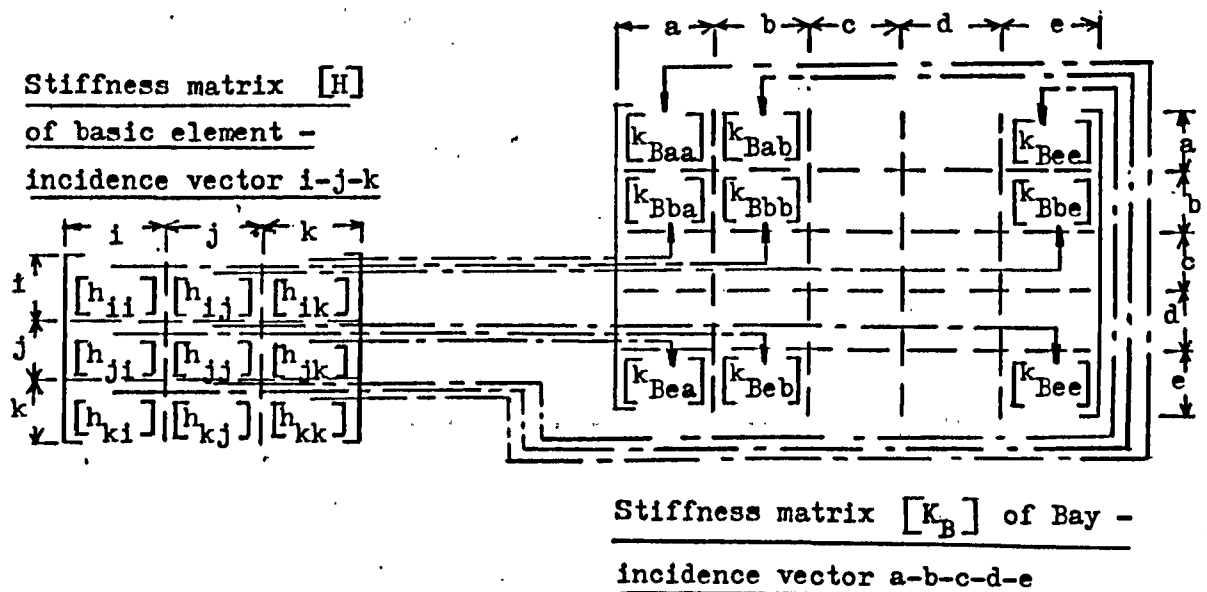 a b c d e
Stiffness matrix [H]
of basic element -
incidence vector i-j-k
[k_Baa] [k_Bab] [k_Bee] a
[k_Bba] [k_Bbb] [k_Bbe] b
c
d
[k_Bea] [k_Beb] [k_Bee] e
i j k
i [h_ii] [h_ij] [h_ik]
j [h_ji] [h_jj] [h_jk]
k [h_ki] [h_kj] [h_kk]
Stiffness matrix [K_B] of Bay -
incidence vector a-b-c-d-e